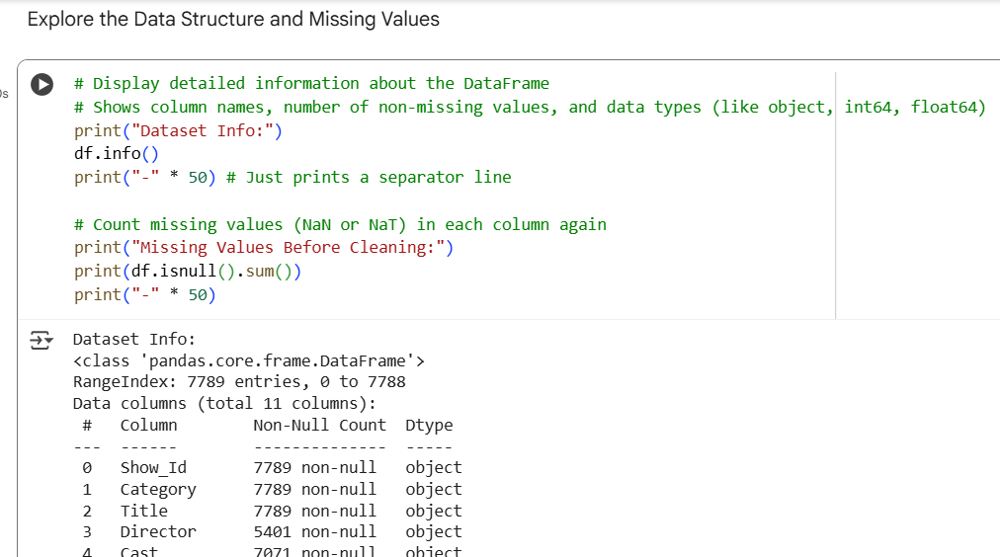 Explore the Data Structure and Missing Values
# Display detailed information about the DataFrame
# Shows column names, number of non-missing values, and data types (like object, int64, float64)
print("Dataset Info:")
df.info()
print("-" * 50) # Just prints a separator line
# Count missing values (NaN or NaT) in each column again
print("Missing Values Before Cleaning:")
print(df.isnull().sum())
print("-" * 50)
Dataset Info:
<class 'pandas.core.frame.DataFrame'>
RangeIndex: 7789 entries, 0 to 7788
Data columns (total 11 columns):
 #   Column        Non-Null Count  Dtype
---  ------        --------------  -----
 0   Show_Id       7789 non-null   object
 1   Category      7789 non-null   object
 2   Title         7789 non-null   object
 3   Director      5401 non-null   object
 4   Cast          7071 non-null   object